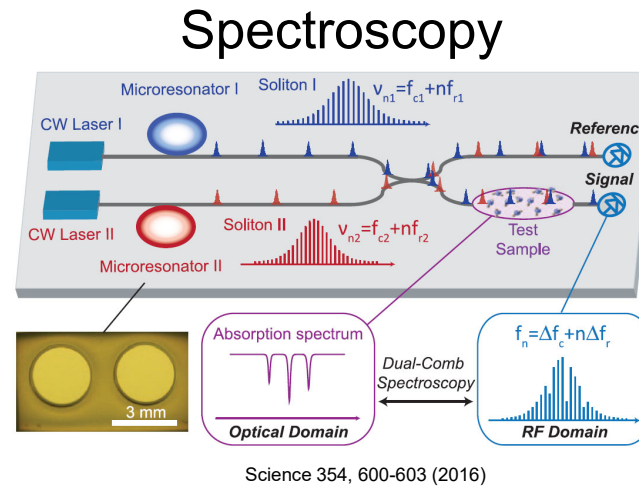 Spectroscopy
Microresonator I
Soliton I
νn1=fc1+nfr1
CW Laser I
Referenc
Signal
CW Laser II
Soliton II
νn2=fc2+nfr2
Test
Sample
Microresonator II
3 mm
Absorption spectrum
Optical Domain
Dual-Comb
Spectroscopy
fn=Δfc+nΔfr
RF Domain
Science 354, 600-603 (2016)